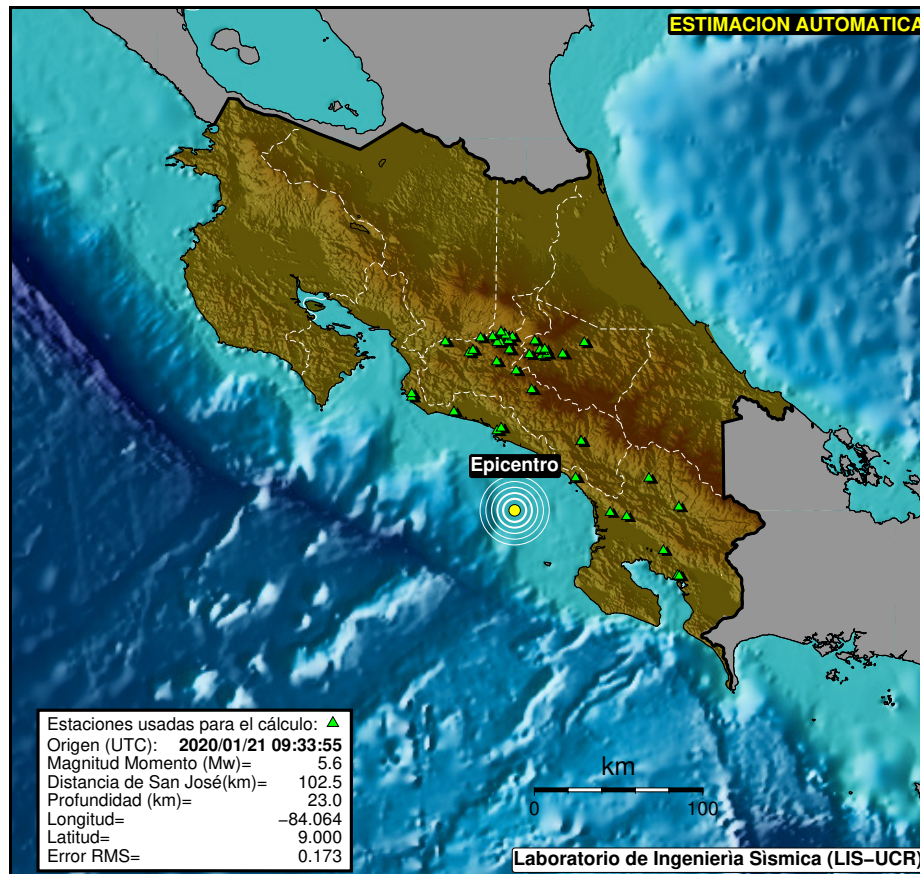 ESTIMACION AUTOMATICA
Epicentro
Estaciones usadas para el cálculo:
Origen (UTC): 2020/01/21 09:33:55
Magnitud Momento (Mw)= 5.6
Distancia de San José(km)= 102.5
Profundidad (km)= 23.0
Longitud= −84.064
Latitud= 9.000
Error RMS= 0.173
km
0 100
Laboratorio de Ingenierìa Sìsmica (LIS−UCR)